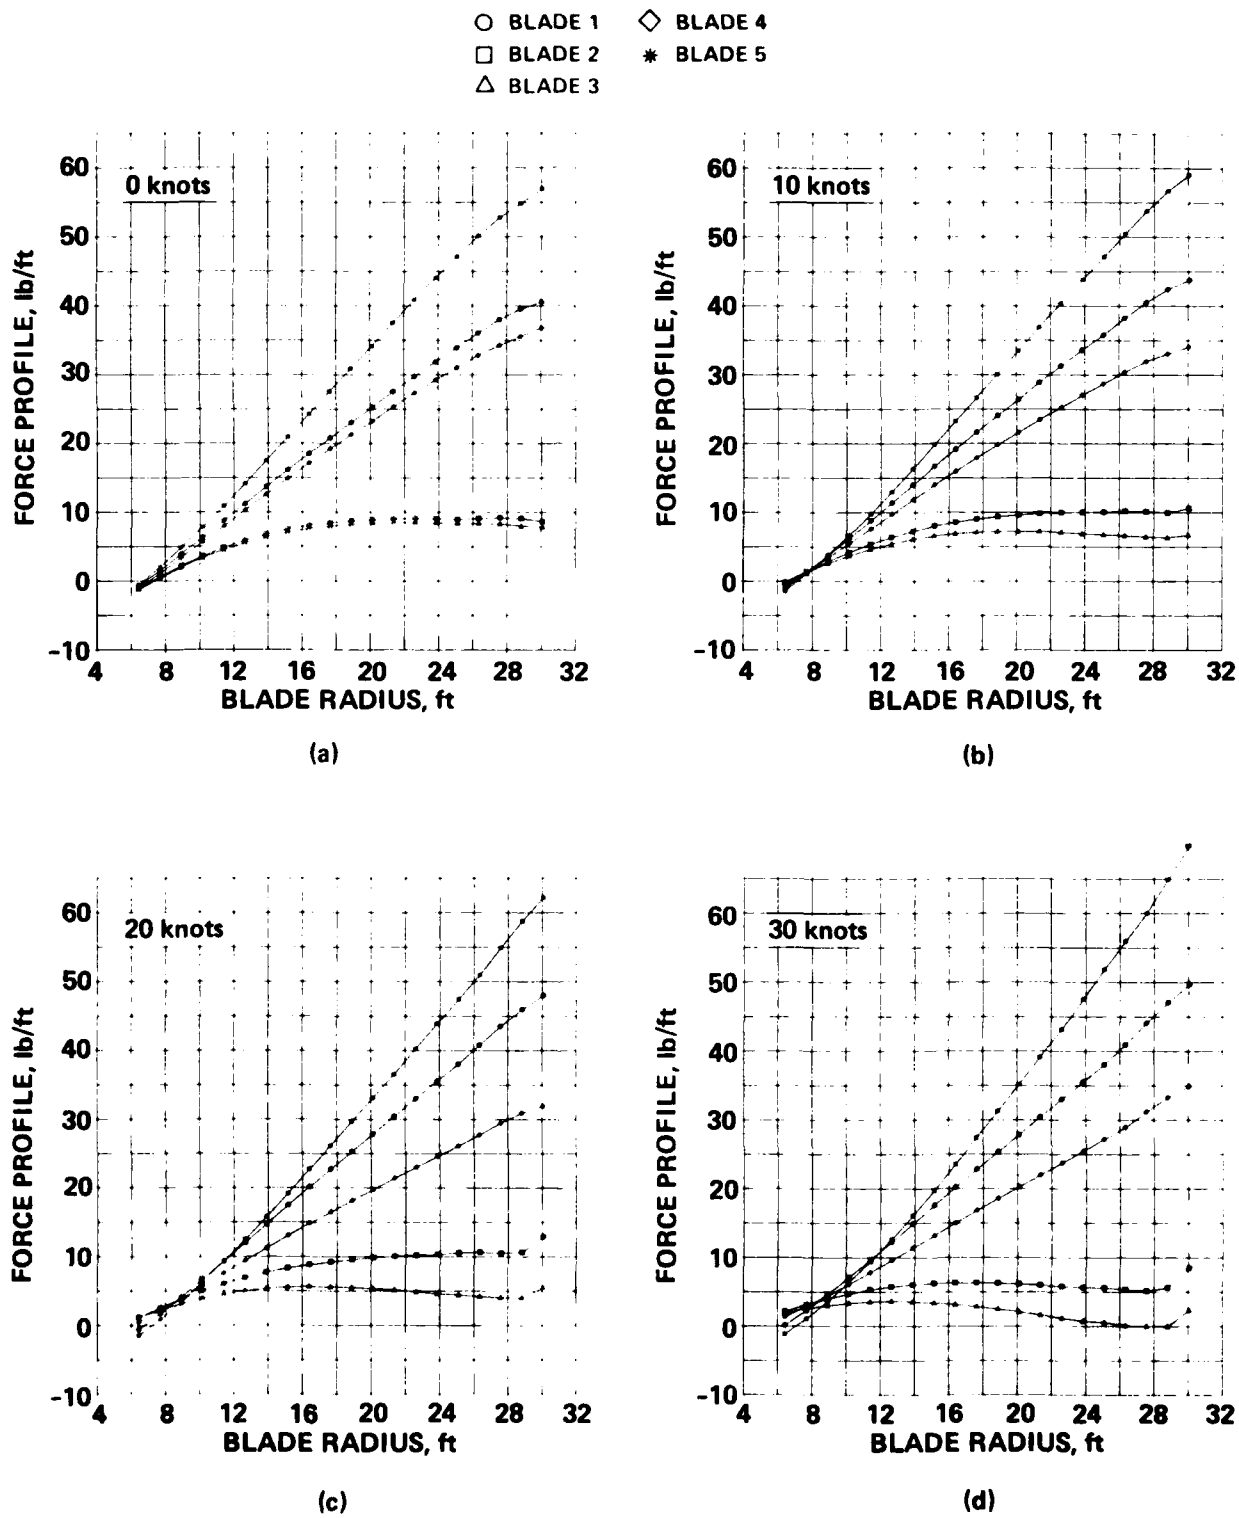 BLADE 1 BLADE 4
BLADE 2 BLADE 5
BLADE 3
0 knots
60
50
40
30
20
10
0
-10
FORCE PROFILE, lb/ft
4 8 12 16 20 24 28 32
BLADE RADIUS, ft
(a)
10 knots
60
50
40
30
20
10
0
-10
FORCE PROFILE, lb/ft
4 8 12 16 20 24 28 32
BLADE RADIUS, ft
(b)
20 knots
60
50
40
30
20
10
0
-10
FORCE PROFILE, lb/ft
4 8 12 16 20 24 28 32
BLADE RADIUS, ft
(c)
30 knots
60
50
40
30
20
10
0
-10
FORCE PROFILE, lb/ft
4 8 12 16 20 24 28 32
BLADE RADIUS, ft
(d)